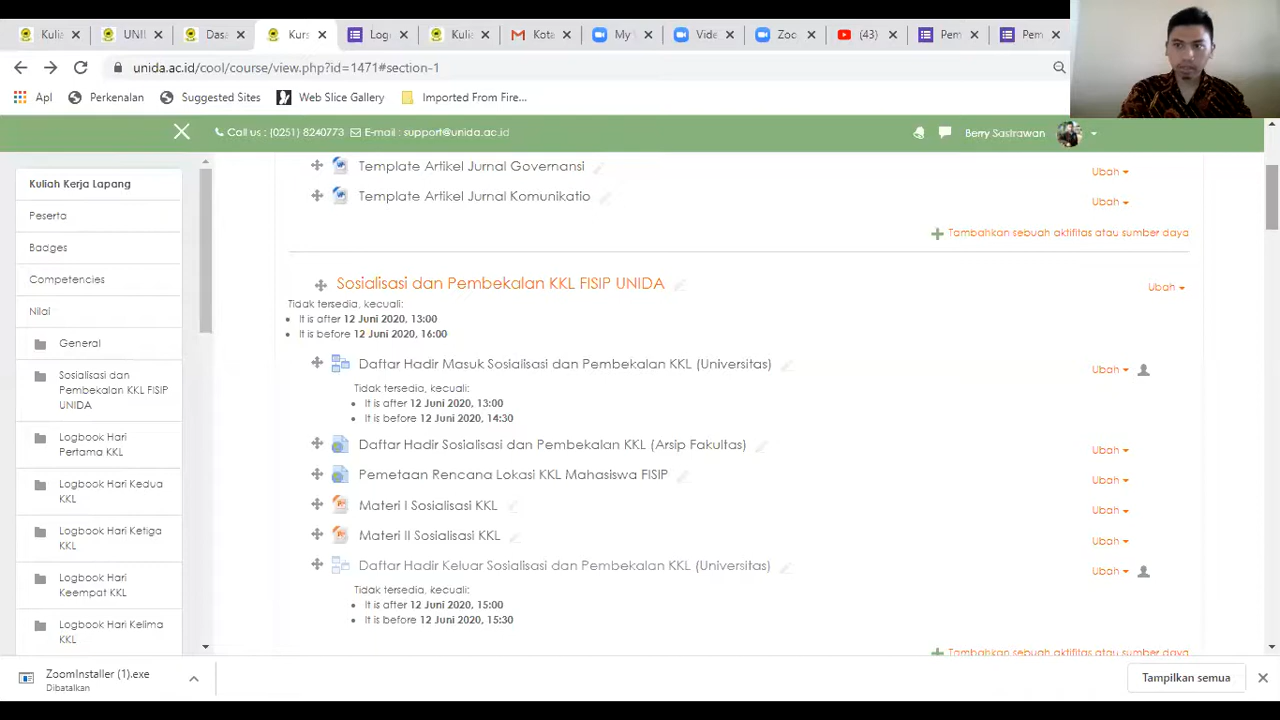 Kulia
UNII
Dasa
Kurs
Log
Kulia
Kota
My \
Vide
Zoo
(43)
Pem
Pem
unida.ac.id/cool/course/view.php?id=1471#section-1
Apl
Perkenalan
Suggested Sites
Web Slice Gallery
Imported From Fire...
Call us : (0251) 8240773
E-mail : support@unida.ac.id
Berry Sastrawan
Kuliah Kerja Lapang
Peserta
Badges
Competencies
Nilai
General
Sosialisasi dan
Pembekalan KKL FISIP
UNIDA
Logbook Hari
Pertama KKL
Logbook Hari Kedua
KKL
Logbook Hari Ketiga
KKL
Logbook Hari
Keempat KKL
Logbook Hari Kelima
KKL
Template Artikel Jurnal Governansi
Ubah
Template Artikel Jurnal Komunikatio
Ubah
Tambahkan sebuah aktifitas atau sumber daya
Sosialisasi dan Pembekalan KKL FISIP UNIDA
Ubah
Tidak tersedia, kecuali:
It is after 12 Juni 2020, 13:00
It is before 12 Juni 2020, 16:00
Daftar Hadir Masuk Sosialisasi dan Pembekalan KKL (Universitas)
Ubah
Tidak tersedia, kecuali:
It is after 12 Juni 2020, 13:00
It is before 12 Juni 2020, 14:30
Daftar Hadir Sosialisasi dan Pembekalan KKL (Arsip Fakultas)
Ubah
Pemetaan Rencana Lokasi KKL Mahasiswa FISIP
Ubah
Materi I Sosialisasi KKL
Ubah
Materi II Sosialisasi KKL
Ubah
Daftar Hadir Keluar Sosialisasi dan Pembekalan KKL (Universitas)
Ubah
Tidak tersedia, kecuali:
It is after 12 Juni 2020, 15:00
It is before 12 Juni 2020, 15:30
Tambahkan sebuah aktifitas atau sumber daya
ZoomInstaller (1).exe
Dibatalkan
Tampilkan semua